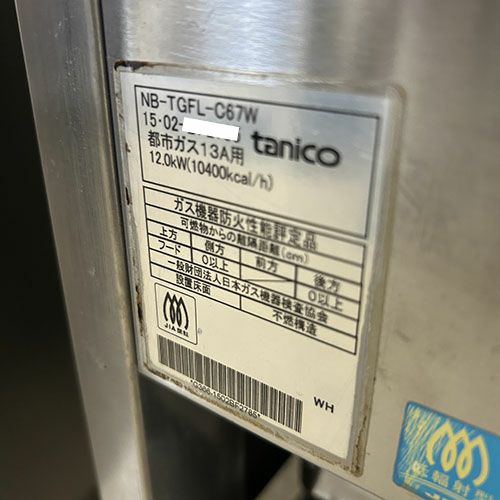 NB-TGFL-C67W
15・02-
tanico
都市ガス13A用
12.0kW(10400kcal/h)
ガス機器防火性能評定品
可燃物からの離隔距離(cm)
上方 側方 前方 後方
フード 0以上 0以上
一般財団法人日本ガス機器検査協会
設置床面 不燃構造
JIA
WH
低輻射